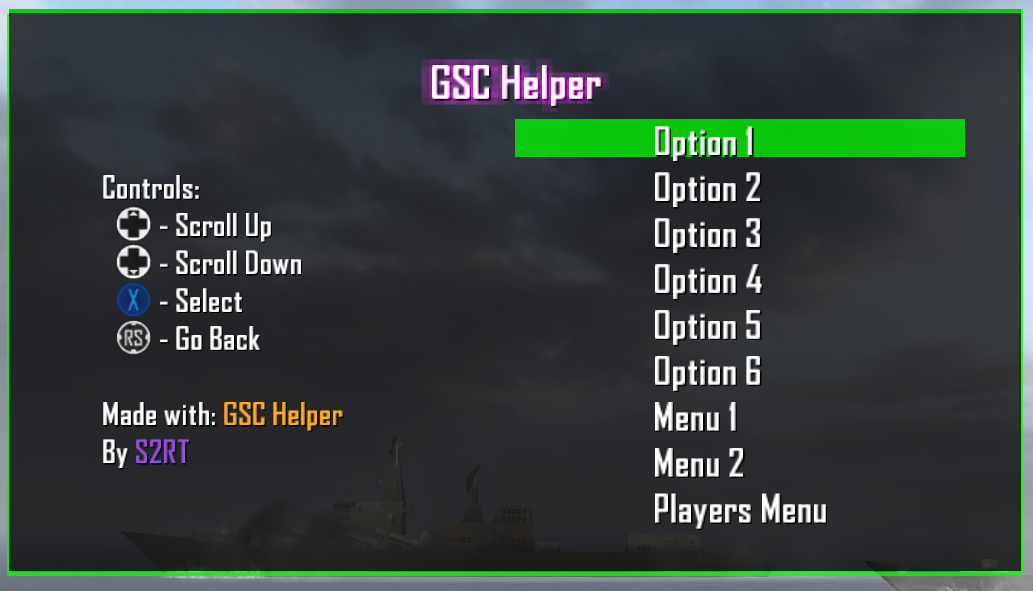 GSC Helper
Controls:
- Scroll Up
- Scroll Down
X - Select
RS - Go Back
Made with: GSC Helper
By S2RT
Option 1
Option 2
Option 3
Option 4
Option 5
Option 6
Menu 1
Menu 2
Players Menu